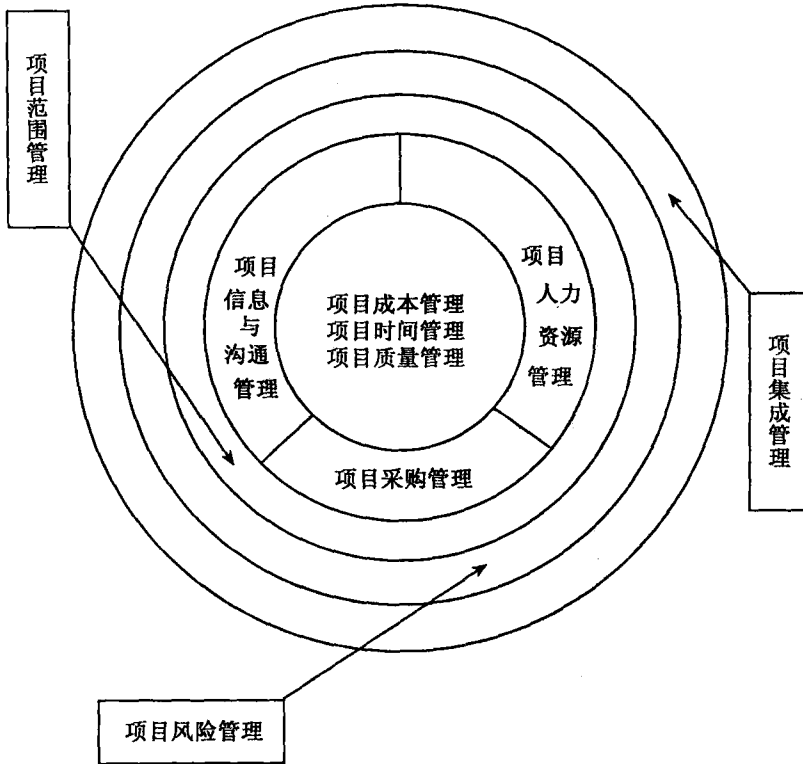 项目范围管理
项目
信息
与
沟通
管理
项目成本管理
项目时间管理
项目质量管理
项目
人力
资源
管理
项目采购管理
项目集成管理
项目风险管理